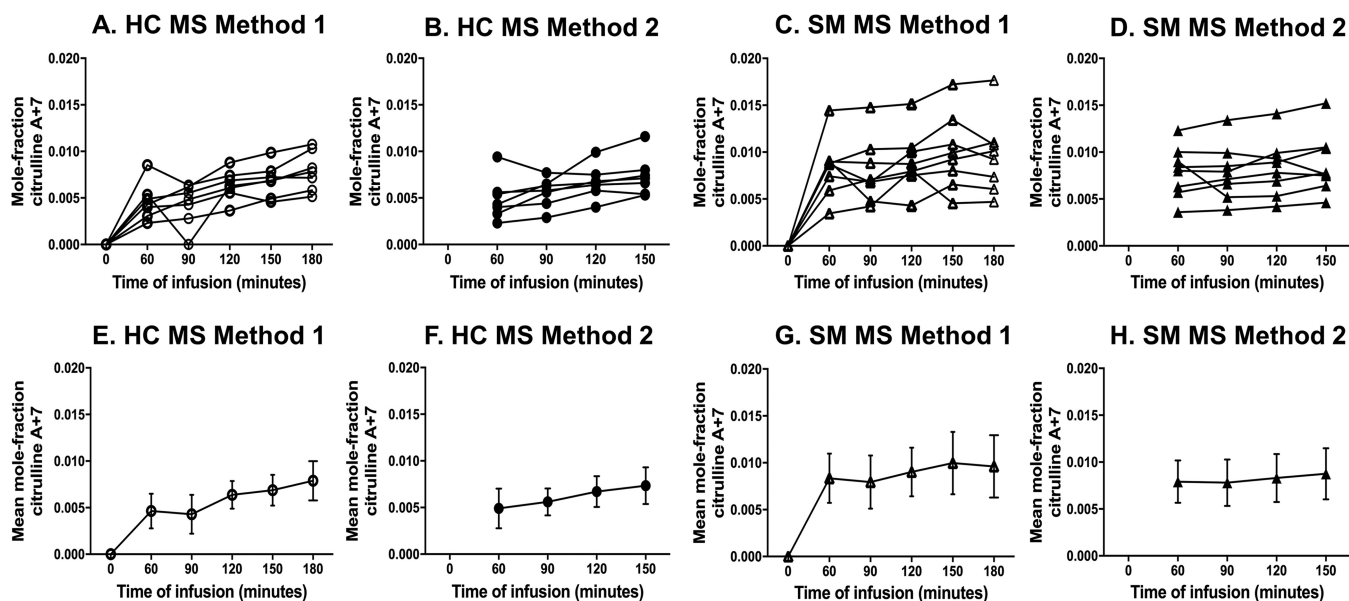 A. HC MS Method 1
Mole-fraction
citrulline A+7
0.020
0.015
0.010
0.005
0.000
0 60 90 120 150 180
Time of infusion (minutes)
B. HC MS Method 2
Mole-fraction
citrulline A+7
0.020
0.015
0.010
0.005
0.000
0 60 90 120 150
Time of infusion (minutes)
C. SM MS Method 1
Mole-fraction
citrulline A+7
0.020
0.015
0.010
0.005
0.000
0 60 90 120 150 180
Time of infusion (minutes)
D. SM MS Method 2
Mole-fraction
citrulline A+7
0.020
0.015
0.010
0.005
0.000
0 60 90 120 150
Time of infusion (minutes)
E. HC MS Method 1
Mean mole-fraction
citrulline A+7
0.020
0.015
0.010
0.005
0.000
0 60 90 120 150 180
Time of infusion (minutes)
F. HC MS Method 2
Mean mole-fraction
citrulline A+7
0.020
0.015
0.010
0.005
0.000
0 60 90 120 150
Time of infusion (minutes)
G. SM MS Method 1
Mean mole-fraction
citrulline A+7
0.020
0.015
0.010
0.005
0.000
0 60 90 120 150 180
Time of infusion (minutes)
H. SM MS Method 2
Mean mole-fraction
citrulline A+7
0.020
0.015
0.010
0.005
0.000
0 60 90 120 150
Time of infusion (minutes)